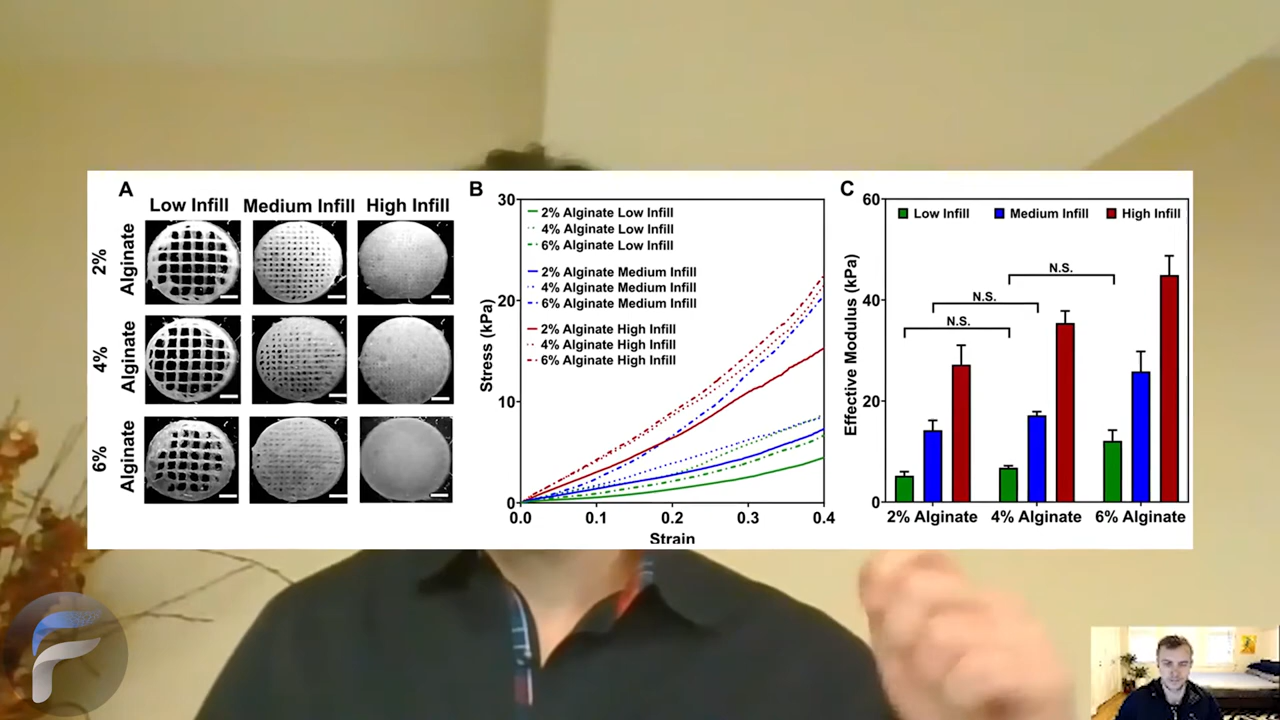 A
Low Infill Medium Infill High Infill
2%
Alginate
4%
Alginate
6%
Alginate
B
30
20
10
0
Stress (kPa)
2% Alginate Low Infill
4% Alginate Low Infill
6% Alginate Low Infill
2% Alginate Medium Infill
4% Alginate Medium Infill
6% Alginate Medium Infill
2% Alginate High Infill
4% Alginate High Infill
6% Alginate High Infill
0.0 0.1 0.2 0.3 0.4
Strain
C
60
40
20
0
Effective Modulus (kPa)
Low Infill Medium Infill High Infill
N.S.
N.S.
N.S.
2% Alginate 4% Alginate 6% Alginate